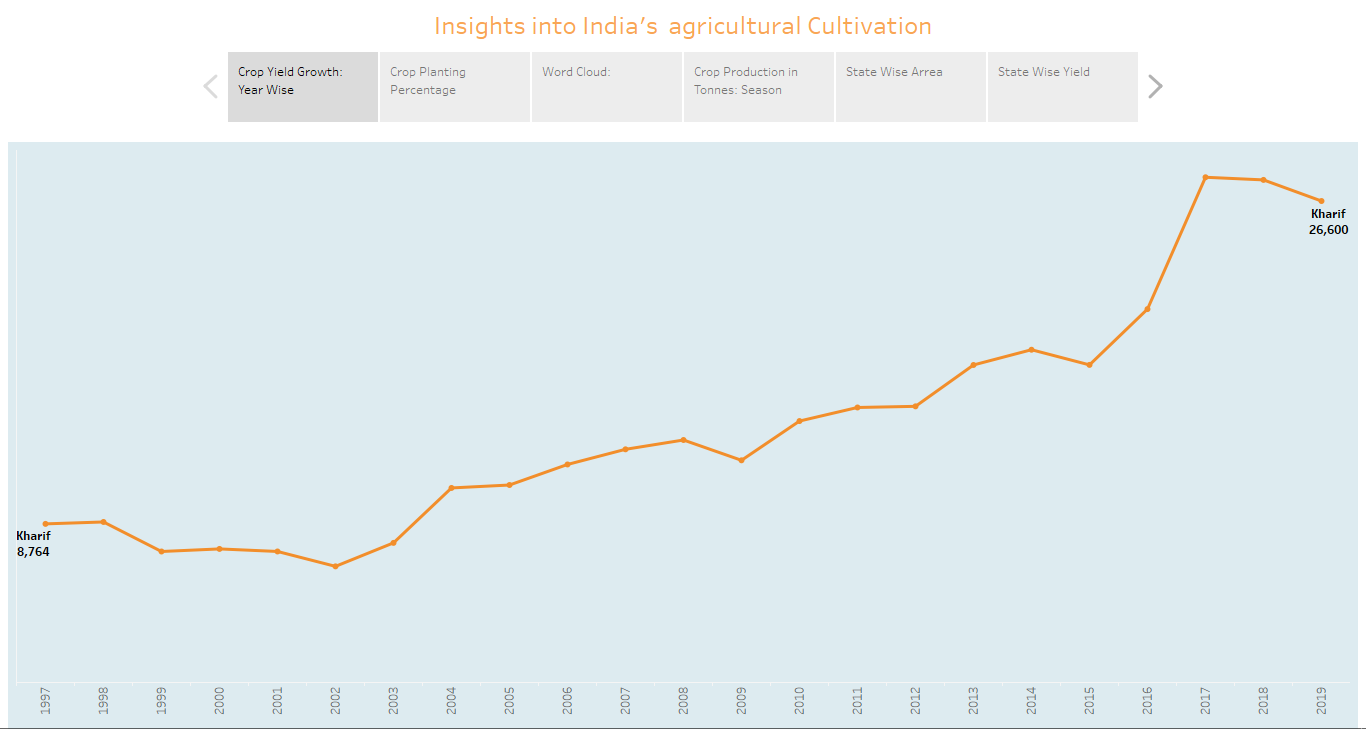 Insights into India's  agricultural Cultivation
Crop Yield Growth:
Year Wise
Crop Planting
Percentage
Word Cloud:
Crop Production in
Tonnes: Season
State Wise Arrea
State Wise Yield
Kharif
26,600
Kharif
8,764
1997
1998
1999
2000
2001
2002
2003
2004
2005
2006
2007
2008
2009
2010
2011
2012
2013
2014
2015
2016
2017
2018
2019